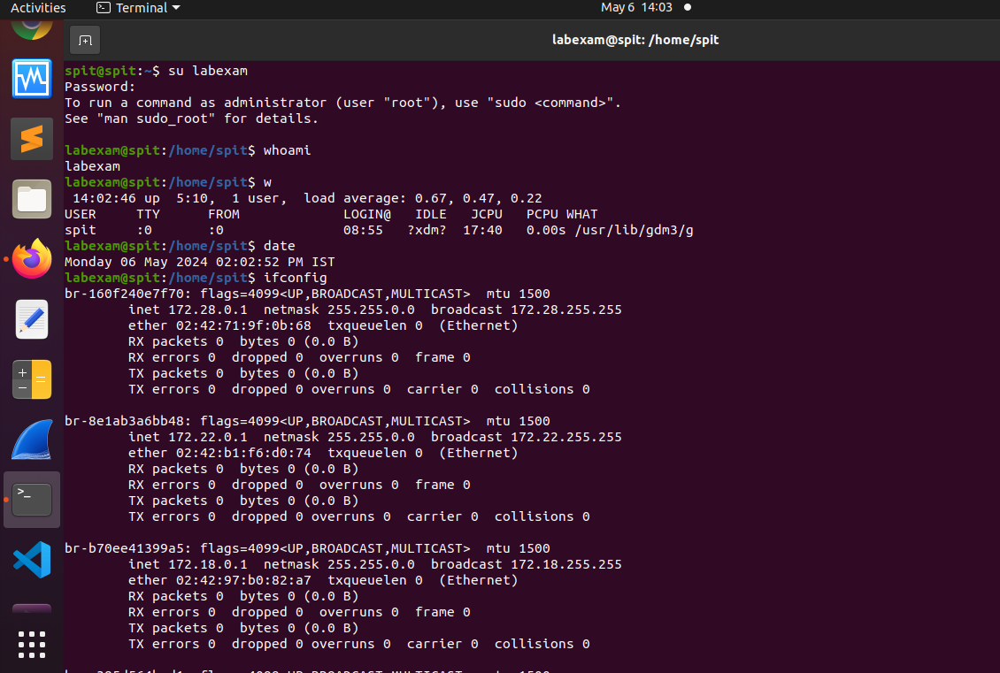 Activities Terminal May 6 14:03
labexam@spit: /home/spit
spit@spit:~$ su labexam
Password:
To run a command as administrator (user "root"), use "sudo <command>".
See "man sudo_root" for details.
labexam@spit:/home/spit$ whoami
labexam
labexam@spit:/home/spit$ w
14:02:46 up  5:10,  1 user,  load average: 0.67, 0.47, 0.22
USER     TTY      FROM             LOGIN@   IDLE   JCPU   PCPU WHAT
spit     :0       :0               08:55   ?xdm?  17:40   0.00s /usr/lib/gdm3/g
labexam@spit:/home/spit$ date
Monday 06 May 2024 02:02:52 PM IST
labexam@spit:/home/spit$ ifconfig
br-160f240e7f70: flags=4099<UP,BROADCAST,MULTICAST>  mtu 1500
inet 172.28.0.1  netmask 255.255.0.0  broadcast 172.28.255.255
ether 02:42:71:9f:0b:68  txqueuelen 0  (Ethernet)
RX packets 0  bytes 0 (0.0 B)
RX errors 0  dropped 0  overruns 0  frame 0
TX packets 0  bytes 0 (0.0 B)
TX errors 0  dropped 0 overruns 0  carrier 0  collisions 0
br-8e1ab3a6bb48: flags=4099<UP,BROADCAST,MULTICAST>  mtu 1500
inet 172.22.0.1  netmask 255.255.0.0  broadcast 172.22.255.255
ether 02:42:b1:f6:d0:74  txqueuelen 0  (Ethernet)
RX packets 0  bytes 0 (0.0 B)
RX errors 0  dropped 0  overruns 0  frame 0
TX packets 0  bytes 0 (0.0 B)
TX errors 0  dropped 0 overruns 0  carrier 0  collisions 0
br-b70ee41399a5: flags=4099<UP,BROADCAST,MULTICAST>  mtu 1500
inet 172.18.0.1  netmask 255.255.0.0  broadcast 172.18.255.255
ether 02:42:97:b0:82:a7  txqueuelen 0  (Ethernet)
RX packets 0  bytes 0 (0.0 B)
RX errors 0  dropped 0  overruns 0  frame 0
TX packets 0  bytes 0 (0.0 B)
TX errors 0  dropped 0 overruns 0  carrier 0  collisions 0